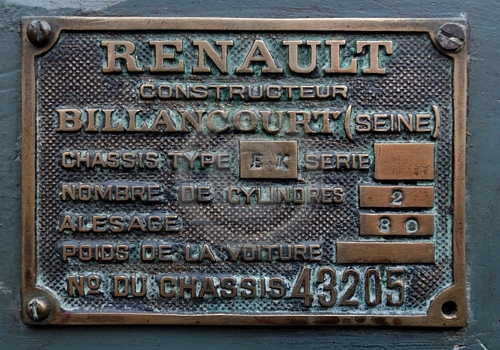 RENAULT
CONSTRUCTEUR
BILLANCOURT (SEINE)
CHASSIS TYPE EK SERIE
NOMBRE DE CYLINDRES 2
ALESAGE 80
POIDS DE LA VOITURE
Nº DU CHASSIS 43205